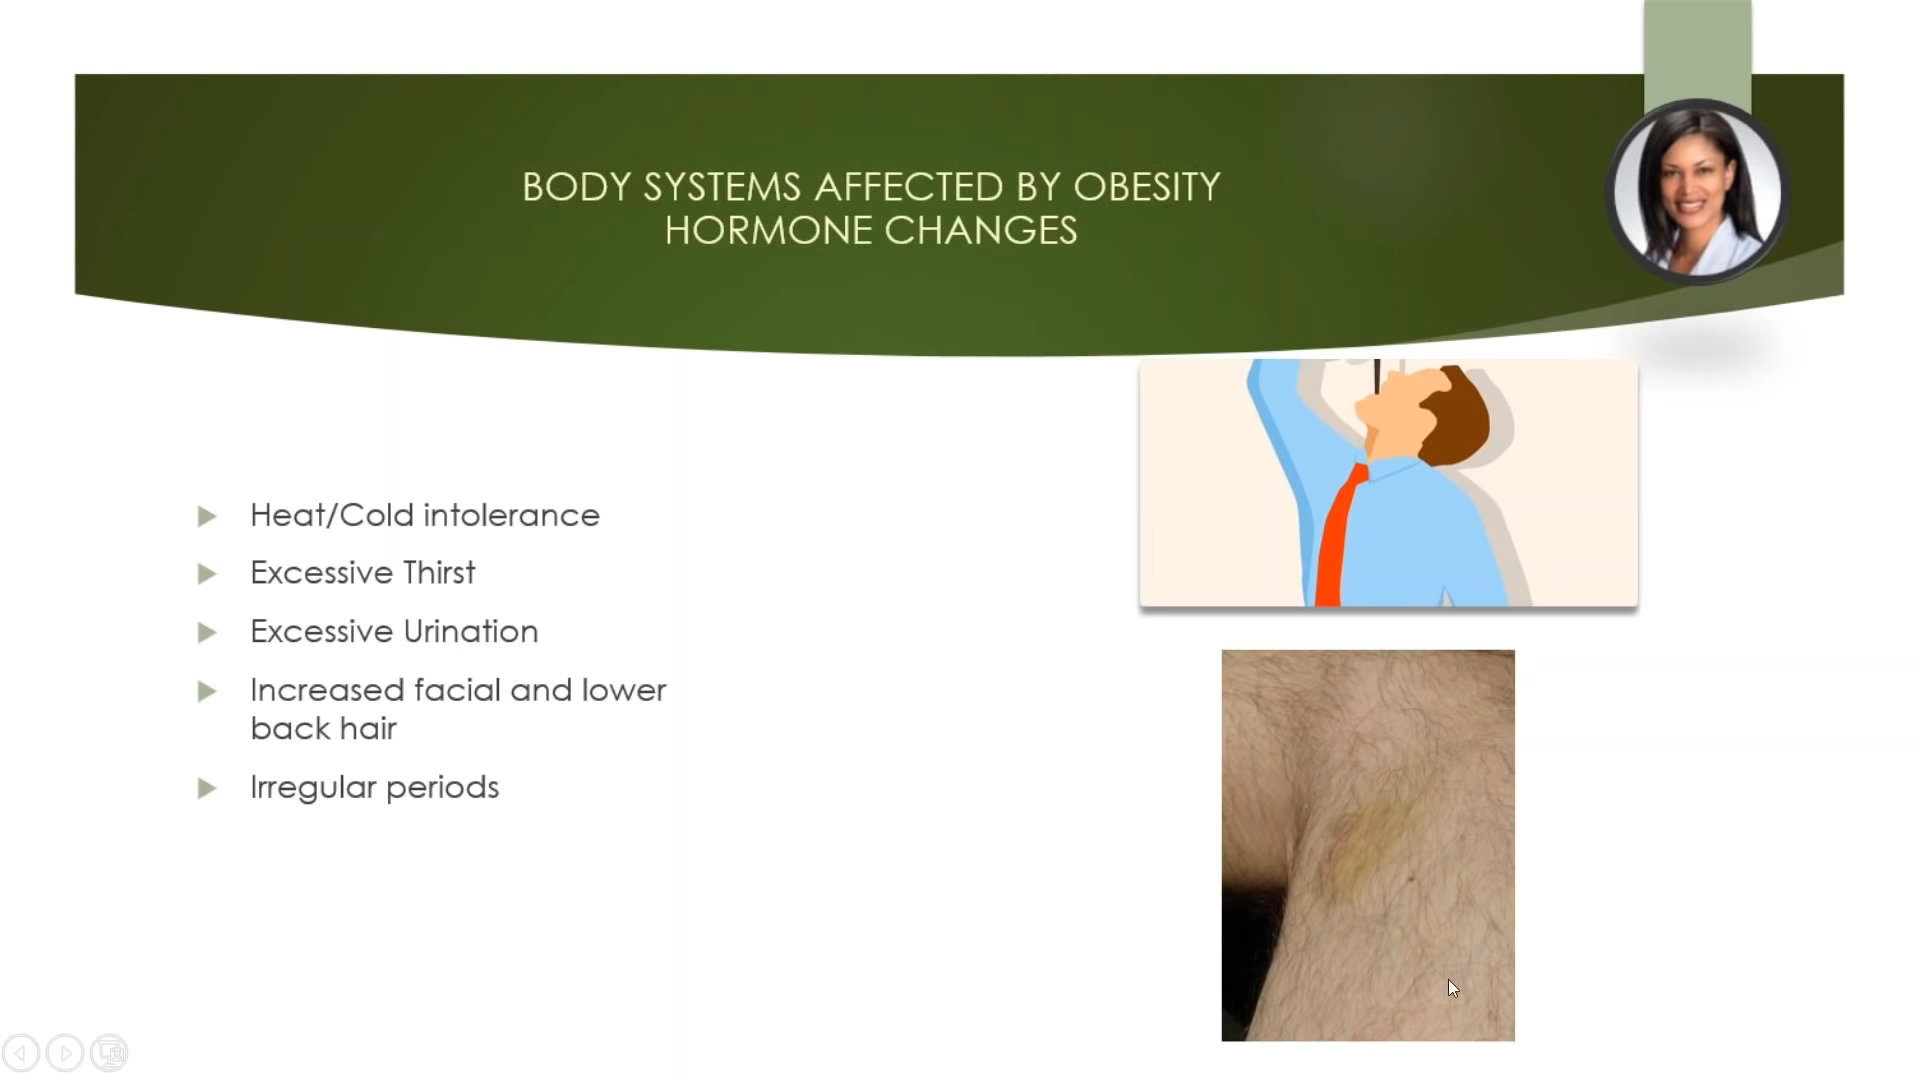 BODY SYSTEMS AFFECTED BY OBESITY
HORMONE CHANGES
Heat/Cold intolerance
Excessive Thirst
Excessive Urination
Increased facial and lower
back hair
Irregular periods